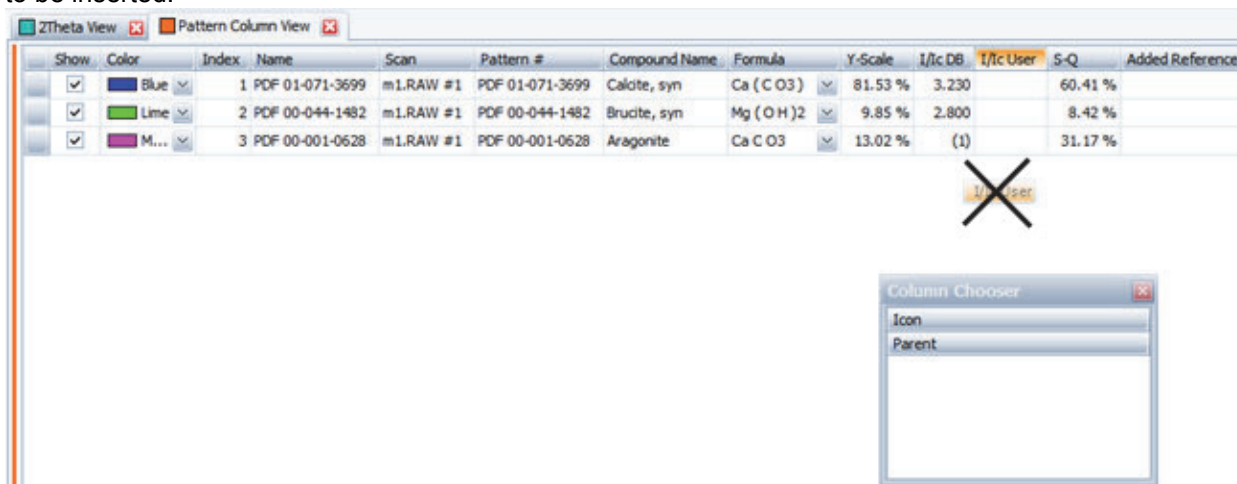 to be inserted.
2Theta View Pattern Column View
Show Color Index Name Scan Pattern # Compound Name Formula Y-Scale I/Ic DB I/Ic User S-Q Added Reference
Blue 1 PDF 01-071-3699 m1.RAW #1 PDF 01-071-3699 Calcite, syn Ca ( C O3 ) 81.53 % 3.230 60.41 %
Lime 2 PDF 00-044-1482 m1.RAW #1 PDF 00-044-1482 Brucite, syn Mg ( O H )2 9.85 % 2.800 8.42 %
M... 3 PDF 00-001-0628 m1.RAW #1 PDF 00-001-0628 Aragonite Ca C O3 13.02 % (1) 31.17 %
Column Chooser
Icon
Parent